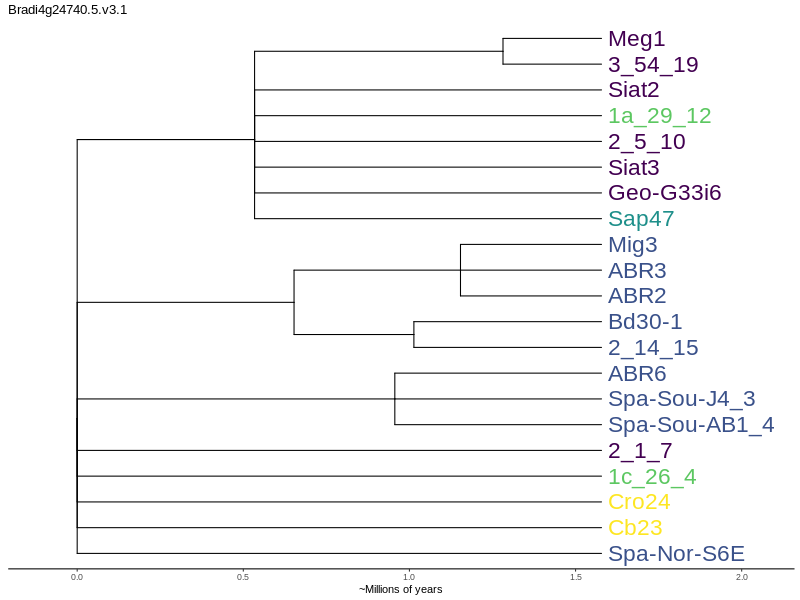 Bradi4g24740.5.v3.1
Meg1
3_54_19
Siat2
1a_29_12
2_5_10
Siat3
Geo-G33i6
Sap47
Mig3
ABR3
ABR2
Bd30-1
2_14_15
ABR6
Spa-Sou-J4_3
Spa-Sou-AB1_4
2_1_7
1c_26_4
Cro24
Cb23
Spa-Nor-S6E
0.0 0.5 1.0 1.5 2.0
~Millions of years